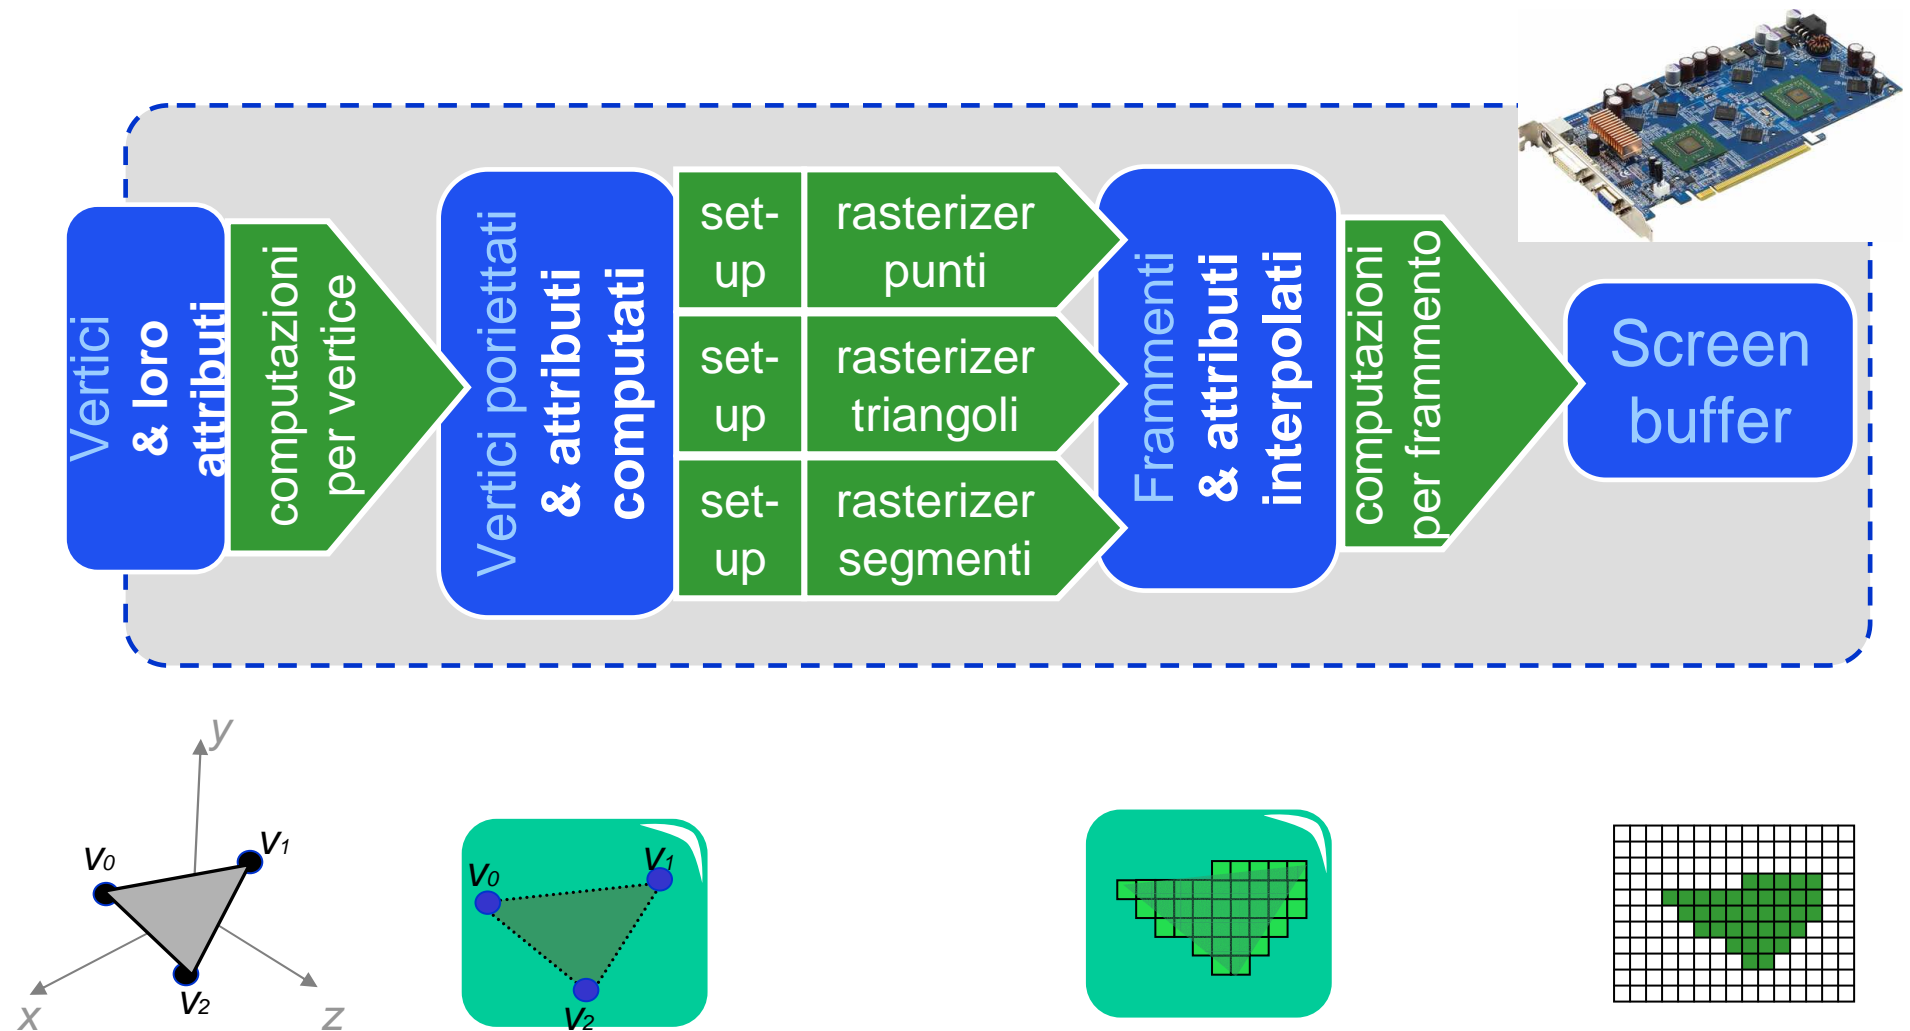 Vertici
& loro
attributi
computazioni
per vertice
Vertici poriettati
& attributi
computati
set-
up
rasterizer
punti
set-
up
rasterizer
triangoli
set-
up
rasterizer
segmenti
Frammenti
& attributi
interpolati
computazioni
per frammento
Screen
buffer
y
v0
v1
v2
x
z
v0
v1
v2